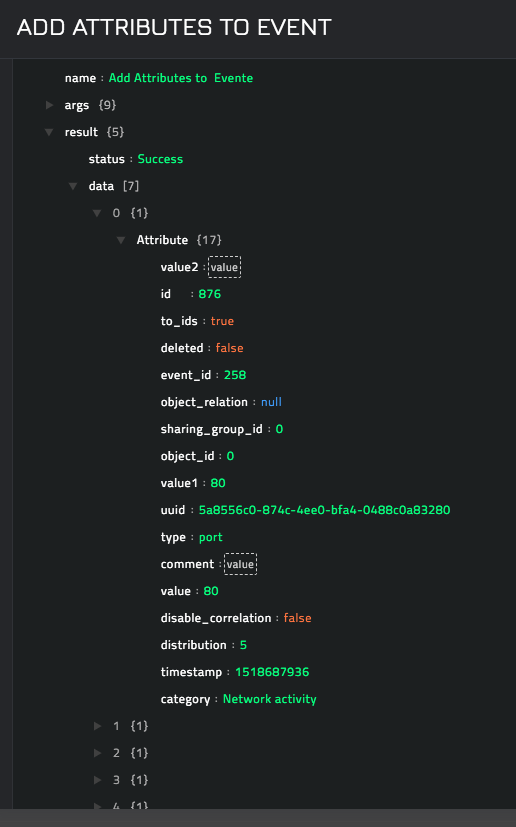 ADD ATTRIBUTES TO EVENT
name : Add Attributes to Evente
args {9}
result {5}
status : Success
data [7]
0 {1}
Attribute {17}
value2 : value
id : 876
to_ids : true
deleted : false
event_id : 258
object_relation : null
sharing_group_id : 0
object_id : 0
value1 : 80
uuid : 5a8556c0-874c-4ee0-bfa4-0488c0a83280
type : port
comment : value
value : 80
disable_correlation : false
distribution : 5
timestamp : 1518687936
category : Network activity
1 {1}
2 {1}
3 {1}
4 {1}